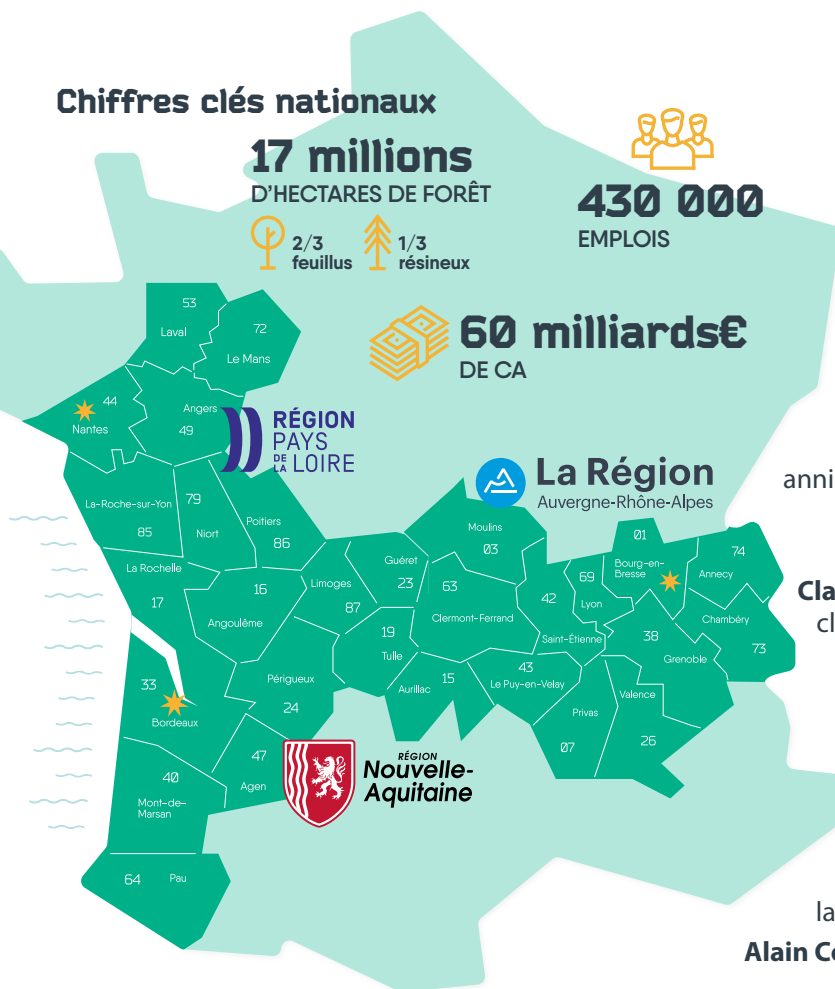 Chiffres clés nationaux
17 millions
D'HECTARES DE FORÊT
2/3
feuillus
1/3
résineux
430 000
EMPLOIS
60 milliards€
DE CA
53
Laval
72
Le Mans
44
Nantes
Angers
49
RÉGION
PAYS
DE LA LOIRE
La Région
Auvergne-Rhône-Alpes
La-Roche-sur-Yon
85
79
Niort
Poitiers
86
La Rochelle
17
16
Angoulême
Limoges
87
Guéret
23
Moulins
03
63
Clermont-Ferrand
42
Saint-Étienne
69
Lyon
01
Bourg-en-
Bresse
74
Annecy
Chambéry
73
38
Grenoble
19
Tulle
Aurillac
15
43
Le Puy-en-Velay
Privas
07
Valence
26
33
Bordeaux
Périgueux
24
47
Agen
RÉGION
Nouvelle-
Aquitaine
40
Mont-de-
Marsan
64
Pau
anni
Cla
cl
la
Alain Co